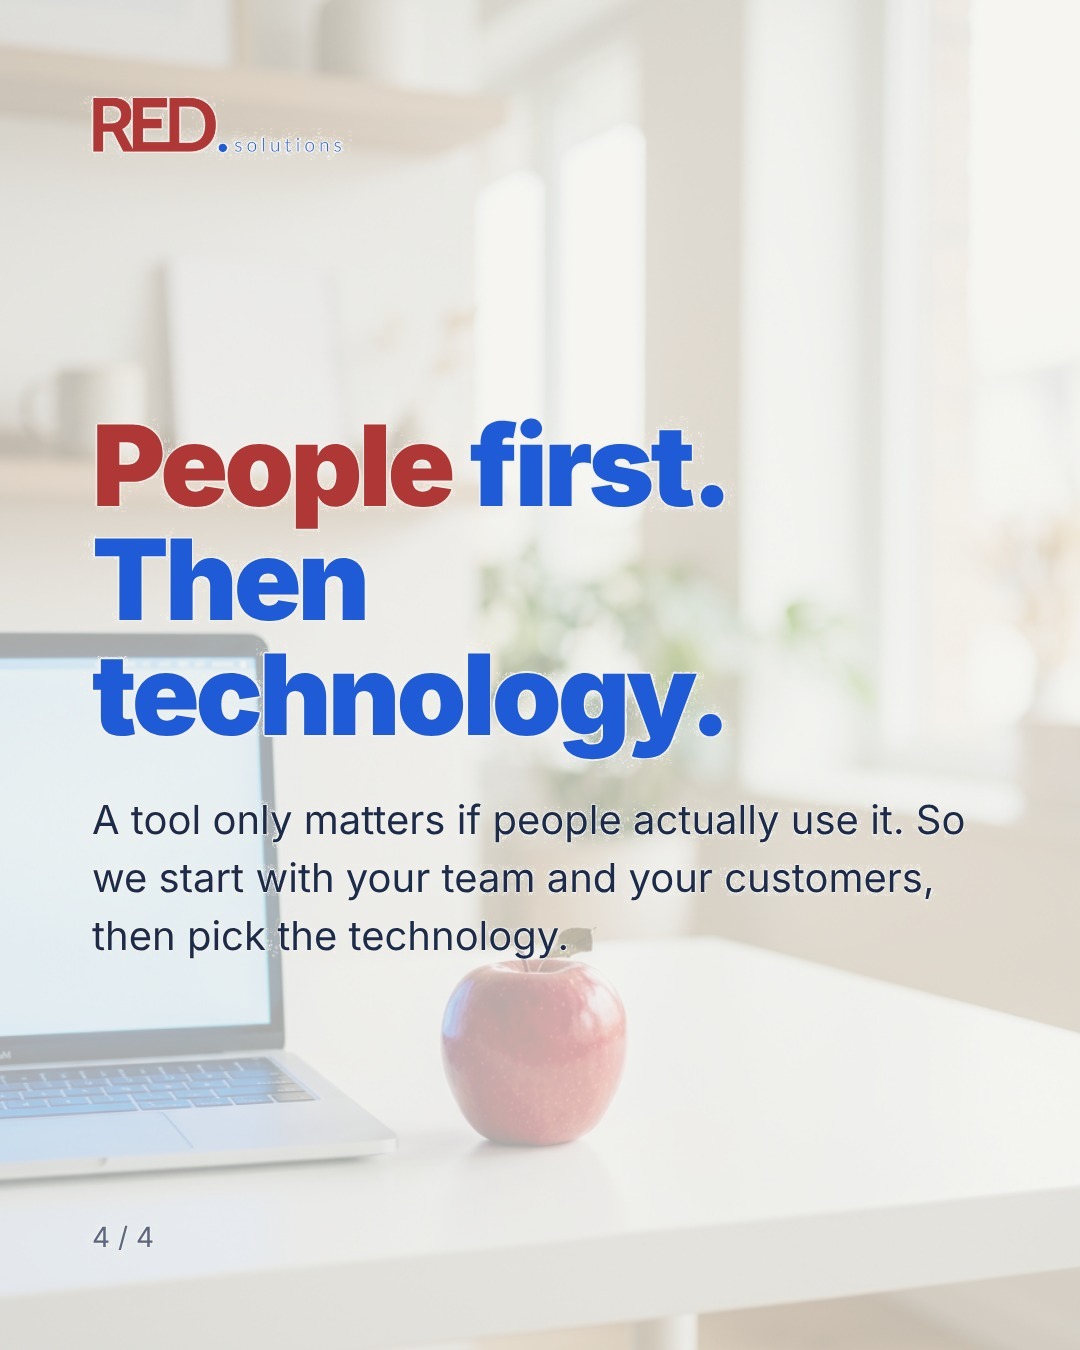 RED.solutions
People first.
Then
technology.
A tool only matters if people actually use it. So
we start with your team and your customers,
then pick the technology.
4 / 4